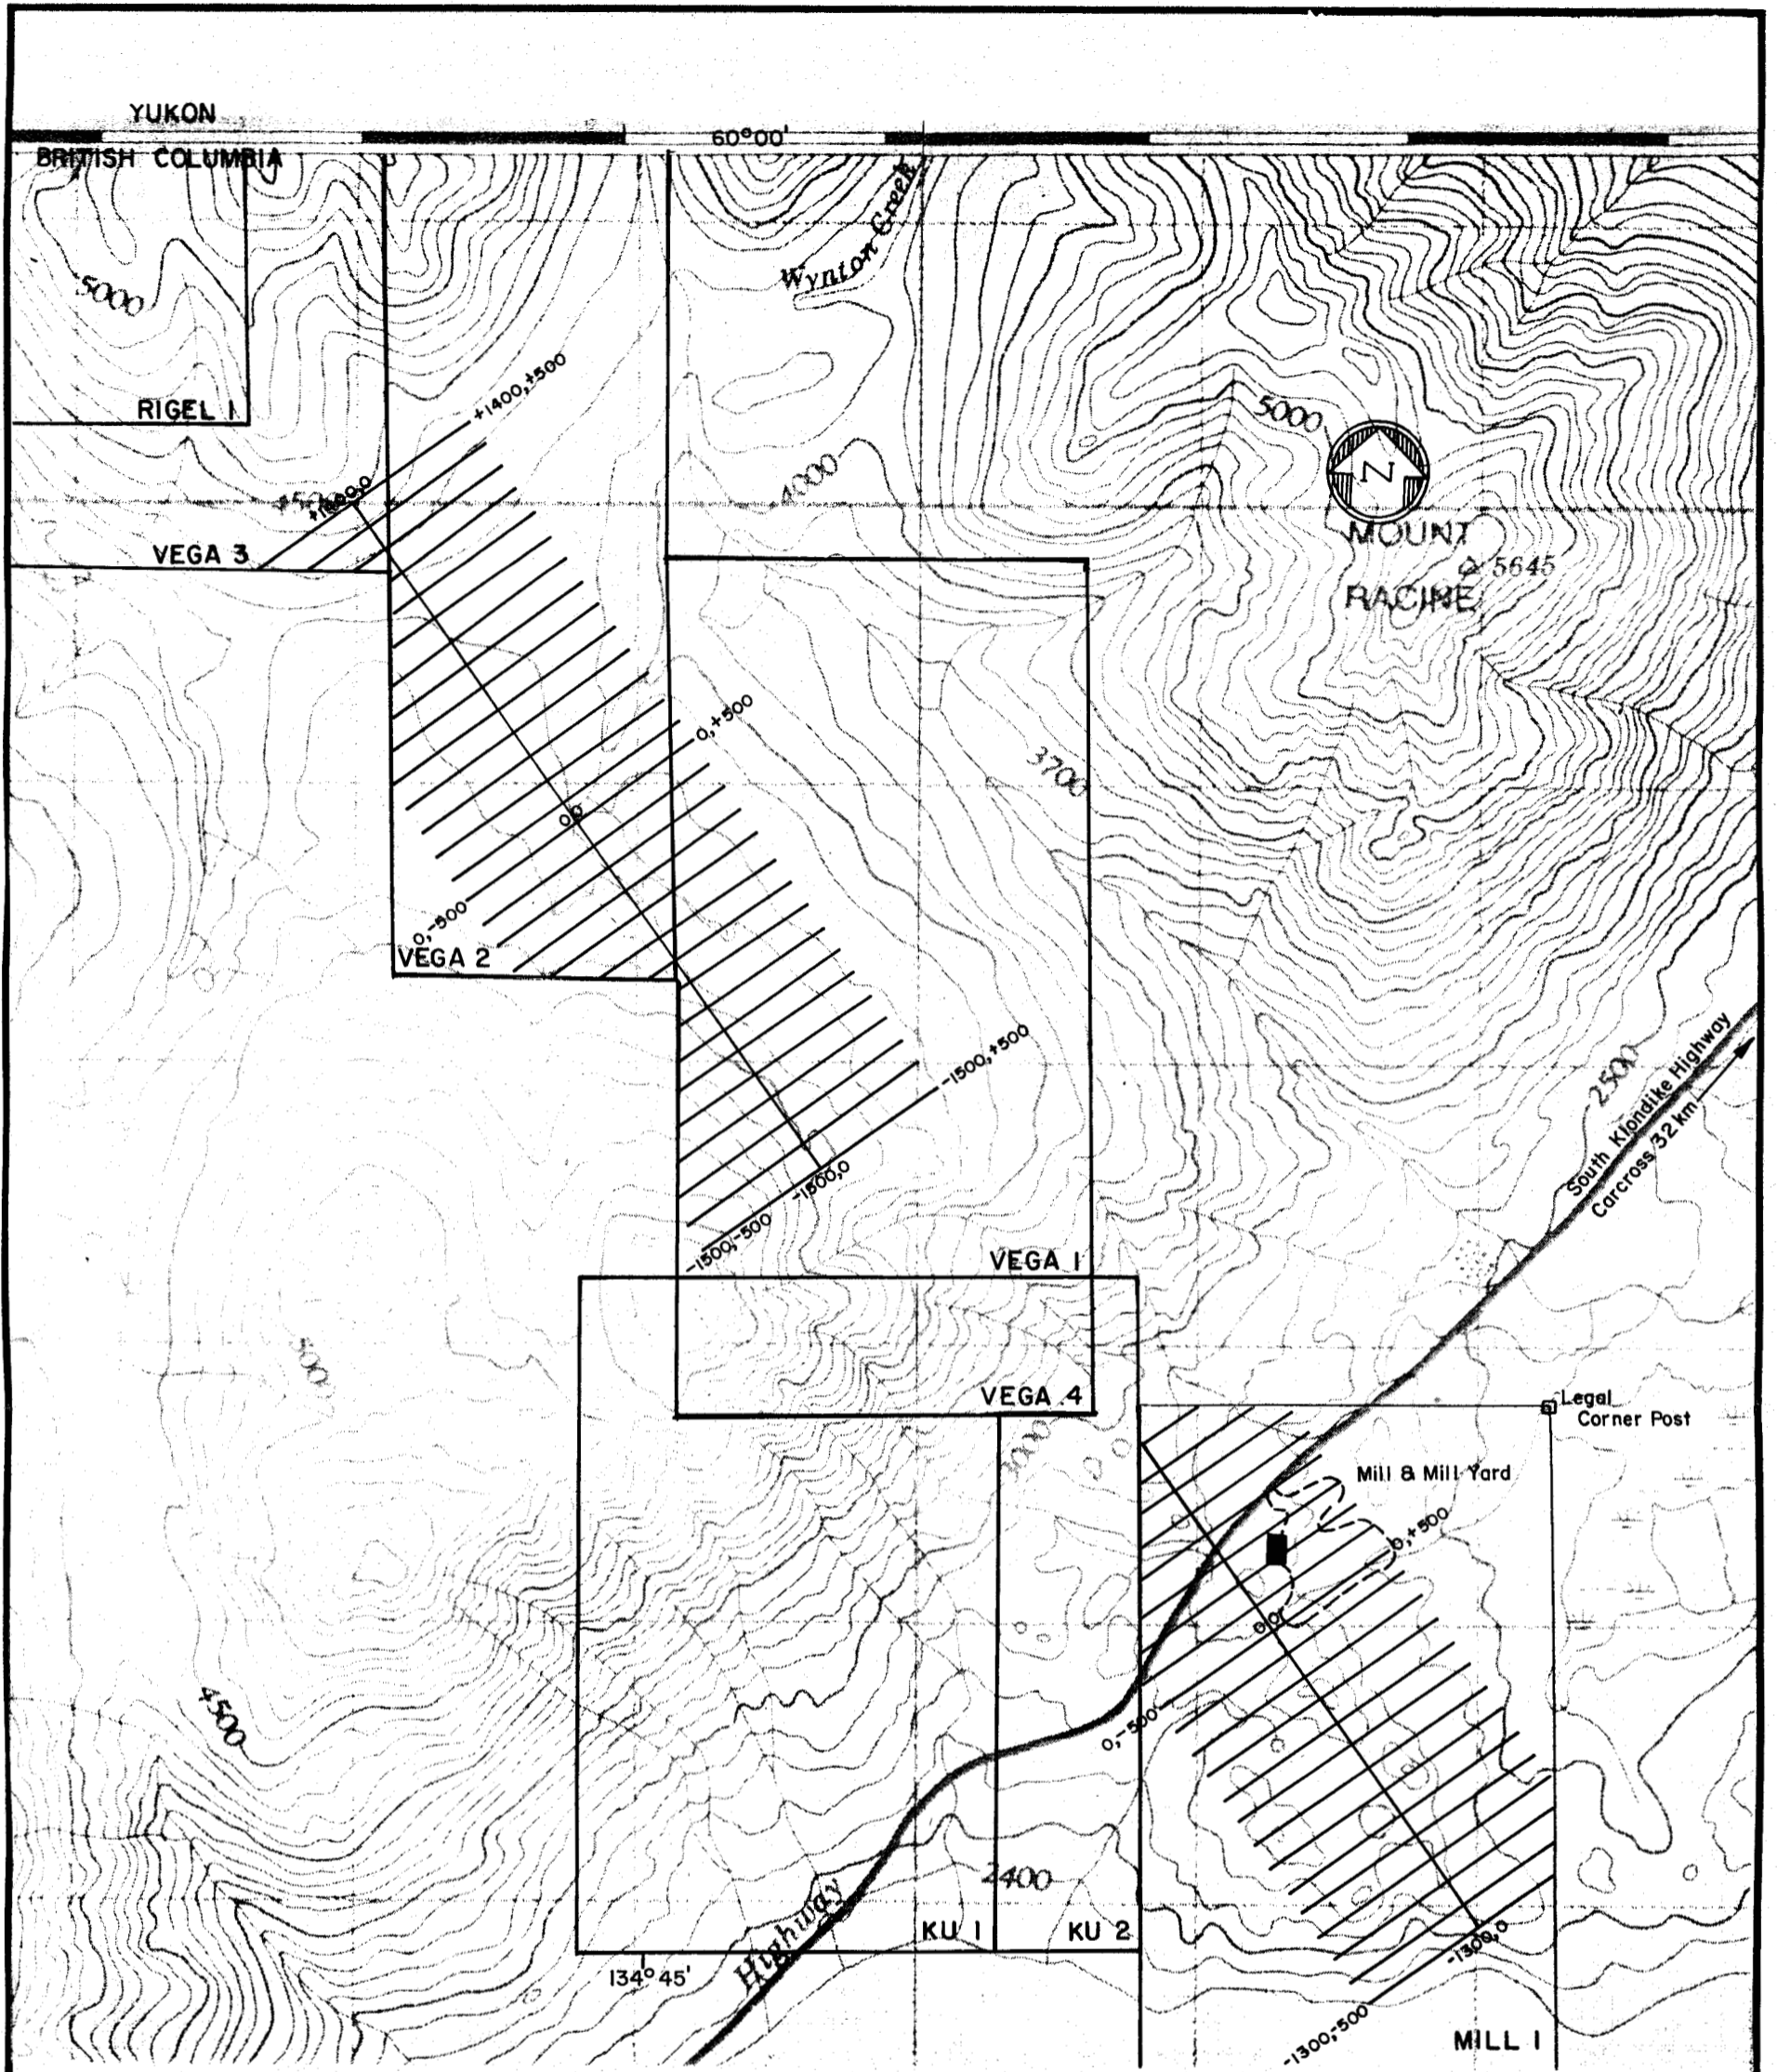 YUKON
60°00'
BRITISH COLUMBIA
Wynton Creek
5000
RIGEL 1
+1400,+500
5000
N
4000
MOUNT
5645
RACINE
VEGA 3
0,+500
3700
0,0
0,-500
VEGA 2
-1500,+500
2500
South Klondike Highway
Carcross 32 km
-1500,0
-1500,-500
VEGA 1
VEGA 4
Legal
Corner Post
3000
Mill & Mill Yard
0,+500
0,0
4500
0,-500
2400
KU 1
KU 2
Highway
134°45'
-1300,0
-1300,-500
MILL 1